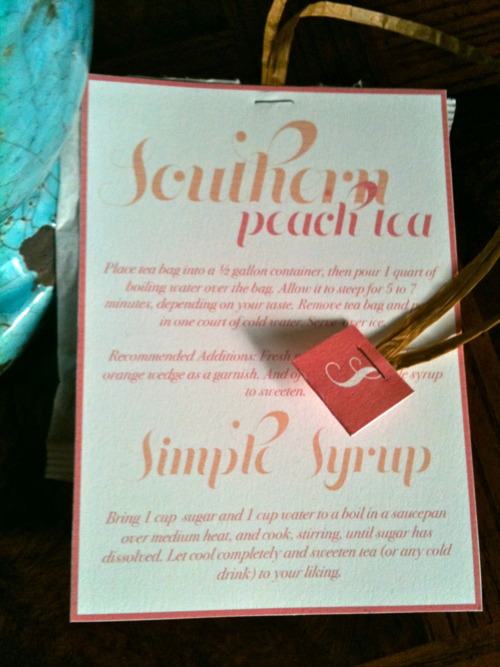 Southern
peach tea
Place tea bag into a ½ gallon container, then pour 1 quart of
boiling water over the bag. Allow it to steep for 5 to 7
minutes, depending on your taste. Remove tea bag and
in one court of cold water. Serve over ice.
Recommended Additions: Fresh
orange wedge as a garnish. And syrup
to sweeten.
S
Simple Syrup
Bring 1 cup sugar and 1 cup water to a boil in a saucepan
over medium heat, and cook, stirring, until sugar has
dissolved. Let cool completely and sweeten tea (or any cold
drink) to your liking.